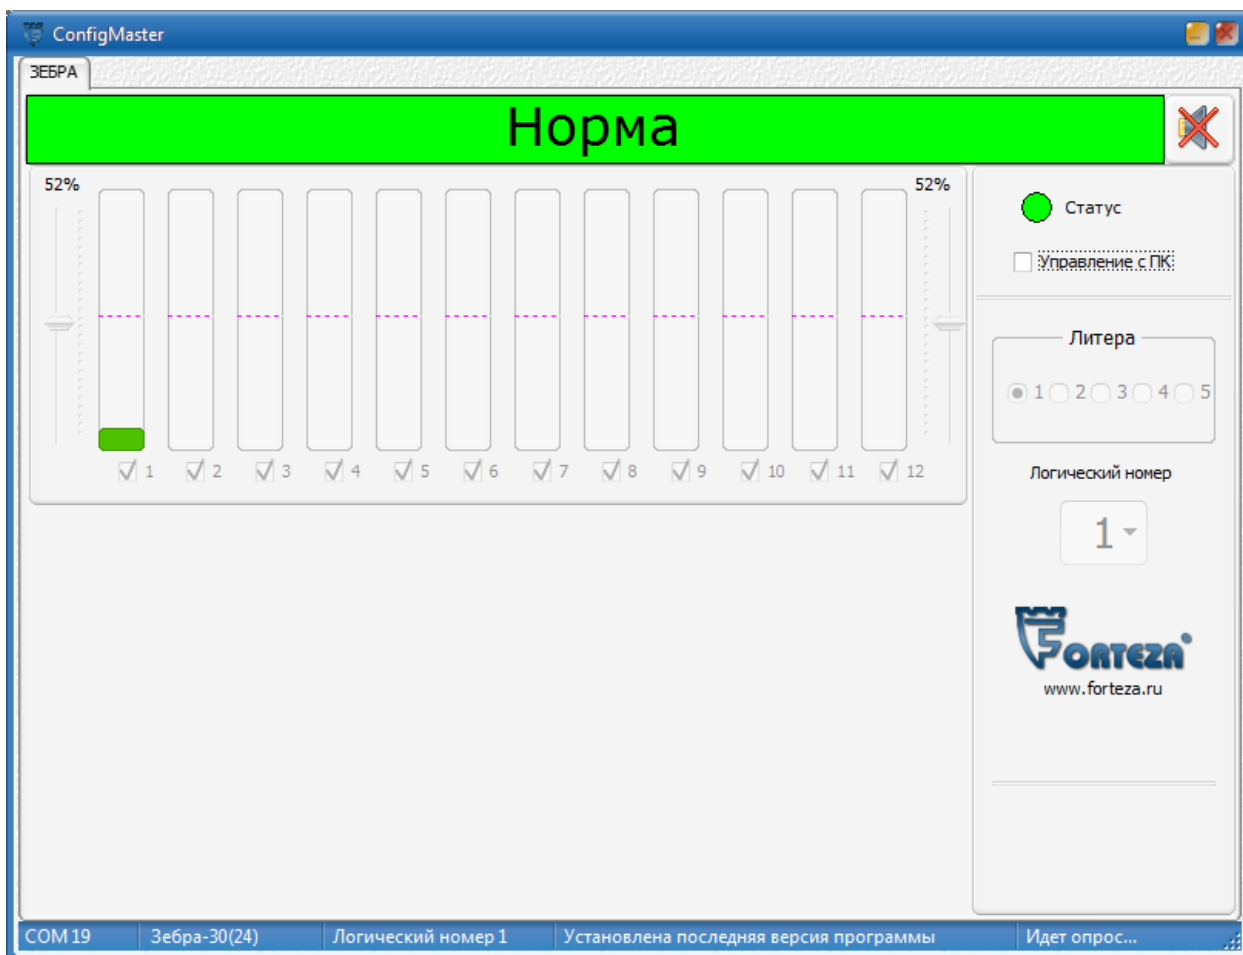 ConfigMaster
ЗЕБРА
Норма
52%
52%
1 2 3 4 5 6 7 8 9 10 11 12
Статус
Управление с ПК
Литера
1 2 3 4 5
Логический номер
1
FORTEZA
www.forteza.ru
COM 19 Зебра-30(24) Логический номер 1 Установлена последняя версия программы Идет опрос...